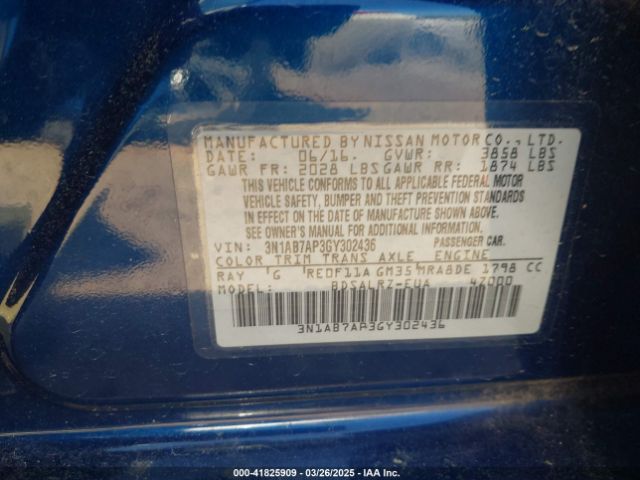 MANUFACTURED BY NISSAN MOTOR CO., LTD.
DATE: 06/16. GVWR: 3858 LBS
GAWR FR: 2028 LBS GAWR RR: 1874 LBS
THIS VEHICLE CONFORMS TO ALL APPLICABLE FEDERAL MOTOR
VEHICLE SAFETY, BUMPER AND THEFT PREVENTION STANDARDS
IN EFFECT ON THE DATE OF MANUFACTURE SHOWN ABOVE.
SEE OWNER'S MANUAL FOR ADDITIONAL INFORMATION.
VIN: 3N1AB7AP3GY302436 PASSENGER CAR.
COLOR TRIM TRANS AXLE ENGINE
RAY G RE0F11A GM35 MRA8DE 1798 CC
MODEL: BDSALRZ-EUA 47000
3N1AB7AP3GY302436
000-41825909 - 03/26/2025 - IAA Inc.